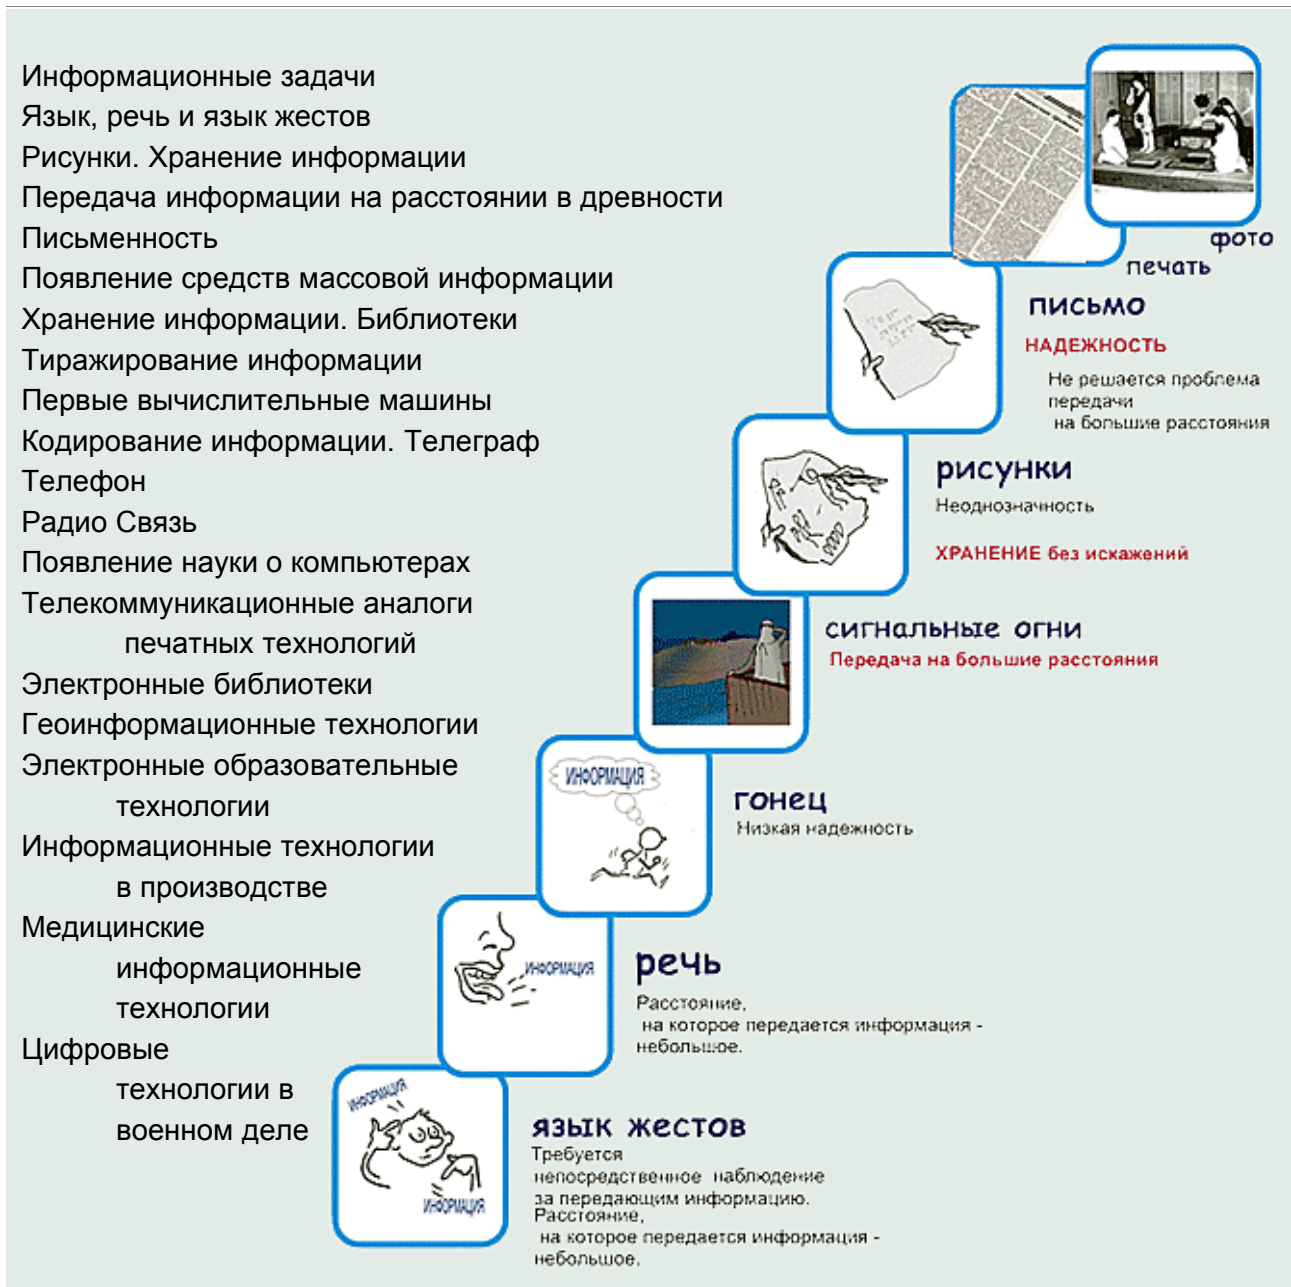 Информационные задачи
Язык, речь и язык жестов
Рисунки. Хранение информации
Передача информации на расстоянии в древности
Письменность
Появление средств массовой информации
Хранение информации. Библиотеки
Тиражирование информации
Первые вычислительные машины
Кодирование информации. Телеграф
Телефон
Радио Связь
Появление науки о компьютерах
Телекоммуникационные аналоги
печатных технологий
Электронные библиотеки
Геоинформационные технологии
Электронные образовательные
технологии
Информационные технологии
в производстве
Медицинские
информационные
технологии
Цифровые
технологии в
военном деле
фото
печать
письмо
НАДЕЖНОСТЬ
Не решается проблема
передачи
на большие расстояния
рисунки
Неоднозначность
ХРАНЕНИЕ без искажений
сигнальные огни
Передача на большие расстояния
ИНФОРМАЦИЯ
гонец
Низкая надежность
ИНФОРМАЦИЯ
речь
Расстояние,
на которое передается информация -
небольшое.
ИНФОРМАЦИЯ
ИНФОРМАЦИЯ
язык жестов
Требуется
непосредственное наблюдение
за передающим информацию.
Расстояние,
на которое передается информация -
небольшое.